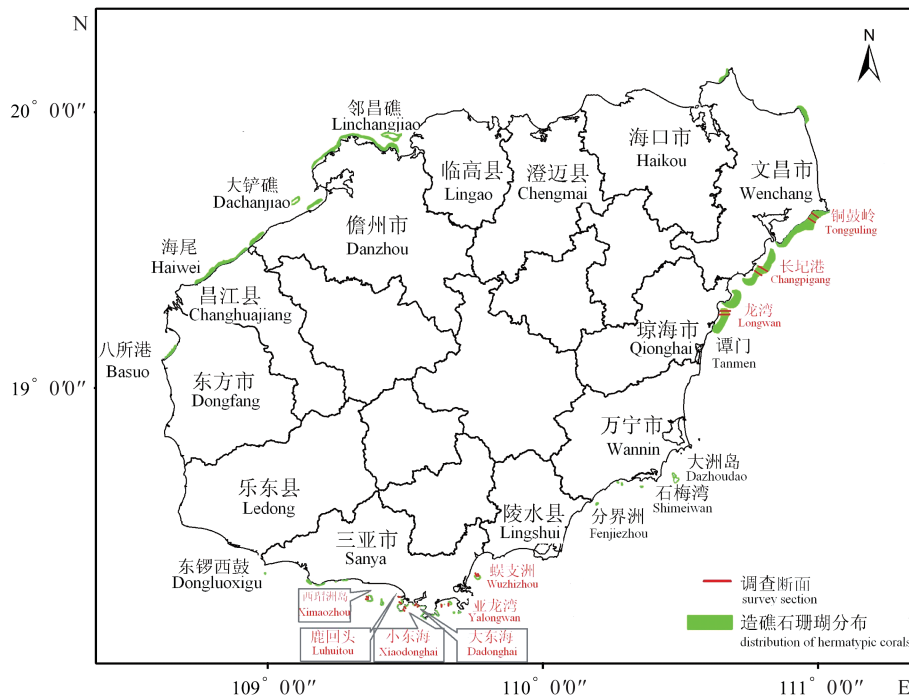 N
N
20° 0′0″
19° 0′0″
邻昌礁
Linchangjiao
大铲礁
Dachanjiao
海尾
Haiwei
昌江县
Changhuajiang
八所港
Basuo
东方市
Dongfang
儋州市
Danzhou
临高县
Lingao
澄迈县
Chengmai
海口市
Haikou
文昌市
Wenchang
铜鼓岭
Tongguling
长圮港
Changpigang
龙湾
Longwan
琼海市
Qionghai
谭门
Tanmen
万宁市
Wannin
大洲岛
Dazhoudao
石梅湾
Shimeiwan
分界洲
Fenjiezhou
陵水县
Lingshui
乐东县
Ledong
三亚市
Sanya
东锣西鼓
Dongluoxigu
蜈支洲
Wuzhizhou
西瑁洲岛
Ximaozhou
亚龙湾
Yalongwan
鹿回头
Luhuitou
小东海
Xiaodonghai
大东海
Dadonghai
调查断面
survey section
造礁石珊瑚分布
distribution of hermatypic corals
109° 0′0″
110° 0′0″
111° 0′0″
E